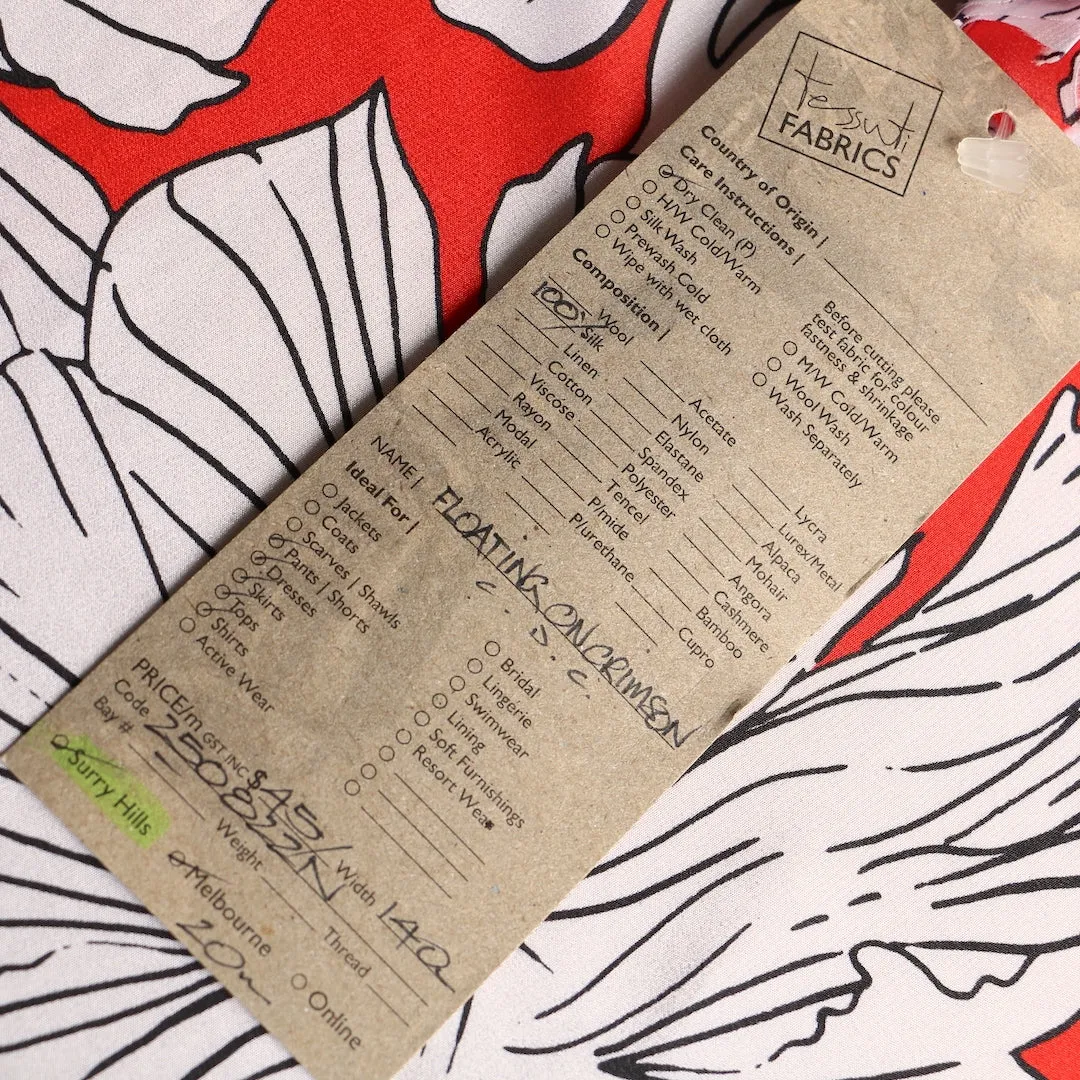 tessuti
FABRICS
Country of Origin |
Care Instructions |
Dry Clean (P)
H/W Cold/Warm
Silk Wash
Prewash Cold
Wipe with wet cloth
Before cutting please
test fabric for colour
fastness & shrinkage
M/W Cold/Warm
Wool Wash
Wash Separately
Composition |
Wool
100% Silk
Linen
Cotton
Viscose
Rayon
Modal
Acrylic
Acetate
Nylon
Elastane
Spandex
Polyester
Tencel
P/mide
P/urethane
Lycra
Lurex/Metal
Alpaca
Mohair
Angora
Cashmere
Bamboo
Cupro
NAME | FLOATING ON CRIMSON
C. D. C.
Ideal For |
Jackets
Coats
Scarves | Shawls
Pants | Shorts
Dresses
Skirts
Tops
Shirts
Active Wear
Bridal
Lingerie
Swimwear
Lining
Soft Furnishings
Resort Wear
PRICE/m GST INC $45/
Code 250822/N
Width 140
Bay #
Weight
Thread
Surry Hills
Melbourne
Online
20m